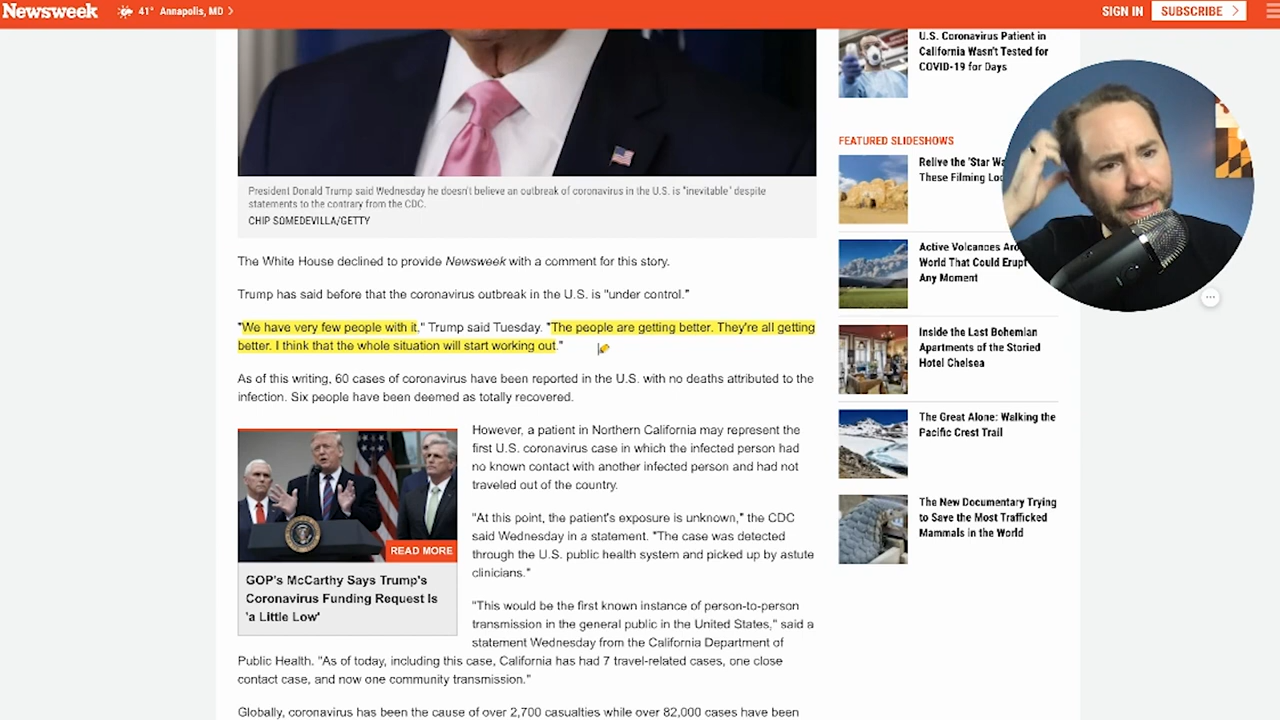 Newsweek
41° Annapolis, MD
SIGN IN
SUBSCRIBE
President Donald Trump said Wednesday he doesn't believe an outbreak of coronavirus in the U.S. is "inevitable" despite
statements to the contrary from the CDC.
CHIP SOMEDEVILLA/GETTY
The White House declined to provide Newsweek with a comment for this story.
Trump has said before that the coronavirus outbreak in the U.S. is "under control."
"We have very few people with it," Trump said Tuesday. "The people are getting better. They're all getting
better. I think that the whole situation will start working out."
As of this writing, 60 cases of coronavirus have been reported in the U.S. with no deaths attributed to the
infection. Six people have been deemed as totally recovered.
READ MORE
GOP's McCarthy Says Trump's
Coronavirus Funding Request Is
'a Little Low'
However, a patient in Northern California may represent the
first U.S. coronavirus case in which the infected person had
no known contact with another infected person and had not
traveled out of the country.
"At this point, the patient's exposure is unknown," the CDC
said Wednesday in a statement. "The case was detected
through the U.S. public health system and picked up by astute
clinicians."
"This would be the first known instance of person-to-person
transmission in the general public in the United States," said a
statement Wednesday from the California Department of
Public Health. "As of today, including this case, California has had 7 travel-related cases, one close
contact case, and now one community transmission."
Globally, coronavirus has been the cause of over 2,700 casualties while over 82,000 cases have been
U.S. Coronavirus Patient in
California Wasn't Tested for
COVID-19 for Days
FEATURED SLIDESHOWS
Relive the 'Star
These Filming
Active Volcanoes
World That Could Erupt
Any Moment
Inside the Last Bohemian
Apartments of the Storied
Hotel Chelsea
The Great Alone: Walking the
Pacific Crest Trail
The New Documentary Trying
to Save the Most Trafficked
Mammals in the World